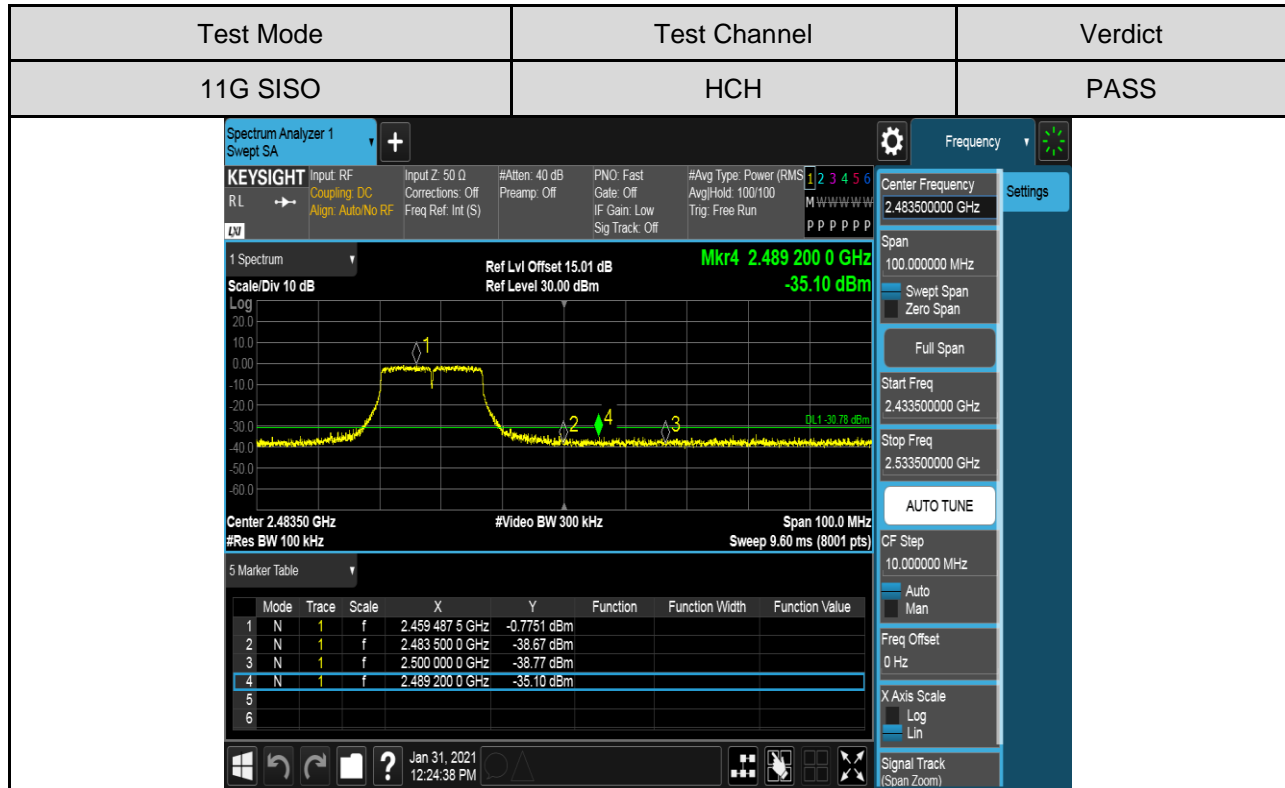 Test Mode Test Channel Verdict
11G SISO HCH PASS
Spectrum Analyzer 1
Swept SA
+
Frequency
KEYSIGHT
RL
LXI
Input: RF
Coupling: DC
Align: Auto/No RF
Input Z: 50 Ω
Corrections: Off
Freq Ref: Int (S)
#Atten: 40 dB
Preamp: Off
PNO: Fast
Gate: Off
IF Gain: Low
Sig Track: Off
#Avg Type: Power (RMS
Avg|Hold: 100/100
Trig: Free Run
1 2 3 4 5 6
M W W W W W
P P P P P P
1 Spectrum
Scale/Div 10 dB
Ref Lvl Offset 15.01 dB
Ref Level 30.00 dBm
Mkr4 2.489 200 0 GHz
-35.10 dBm
Log
20.0
10.0
0.00
-10.0
-20.0
-30.0
-40.0
-50.0
-60.0
1
2
4
3
DL1 -30.78 dBm
Center 2.48350 GHz #Video BW 300 kHz Span 100.0 MHz
#Res BW 100 kHz Sweep 9.60 ms (8001 pts)
5 Marker Table
Mode Trace Scale X Y Function Function Width Function Value
1 N 1 f 2.459 487 5 GHz -0.7751 dBm
2 N 1 f 2.483 500 0 GHz -38.67 dBm
3 N 1 f 2.500 000 0 GHz -38.77 dBm
4 N 1 f 2.489 200 0 GHz -35.10 dBm
5
6
?
Jan 31, 2021
12:24:38 PM
Center Frequency
2.483500000 GHz
Settings
Span
100.000000 MHz
Swept Span
Zero Span
Full Span
Start Freq
2.433500000 GHz
Stop Freq
2.533500000 GHz
AUTO TUNE
CF Step
10.000000 MHz
Auto
Man
Freq Offset
0 Hz
X Axis Scale
Log
Lin
Signal Track
(Span Zoom)